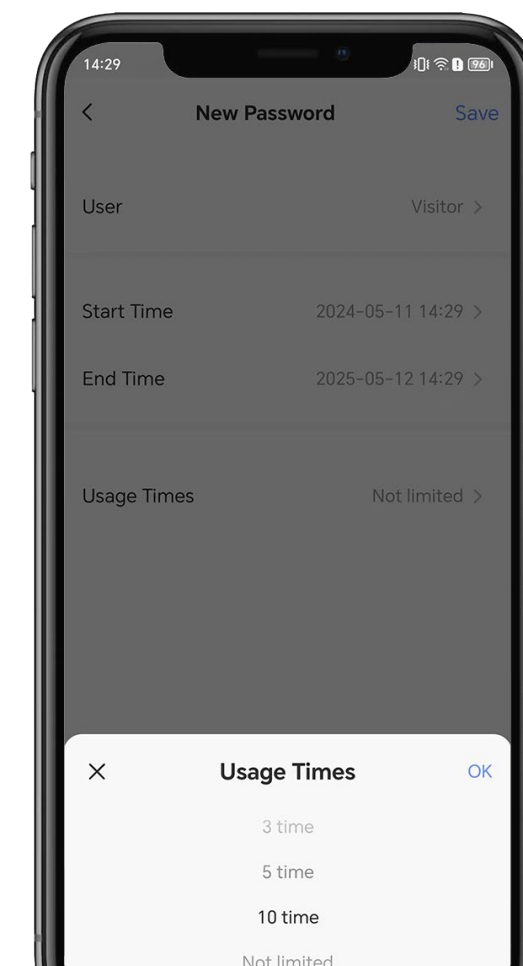 14:29
96
New Password
Save
User
Visitor
Start Time
2024-05-11 14:29
End Time
2025-05-12 14:29
Usage Times
Not limited
Usage Times
OK
3 time
5 time
10 time
Not limited